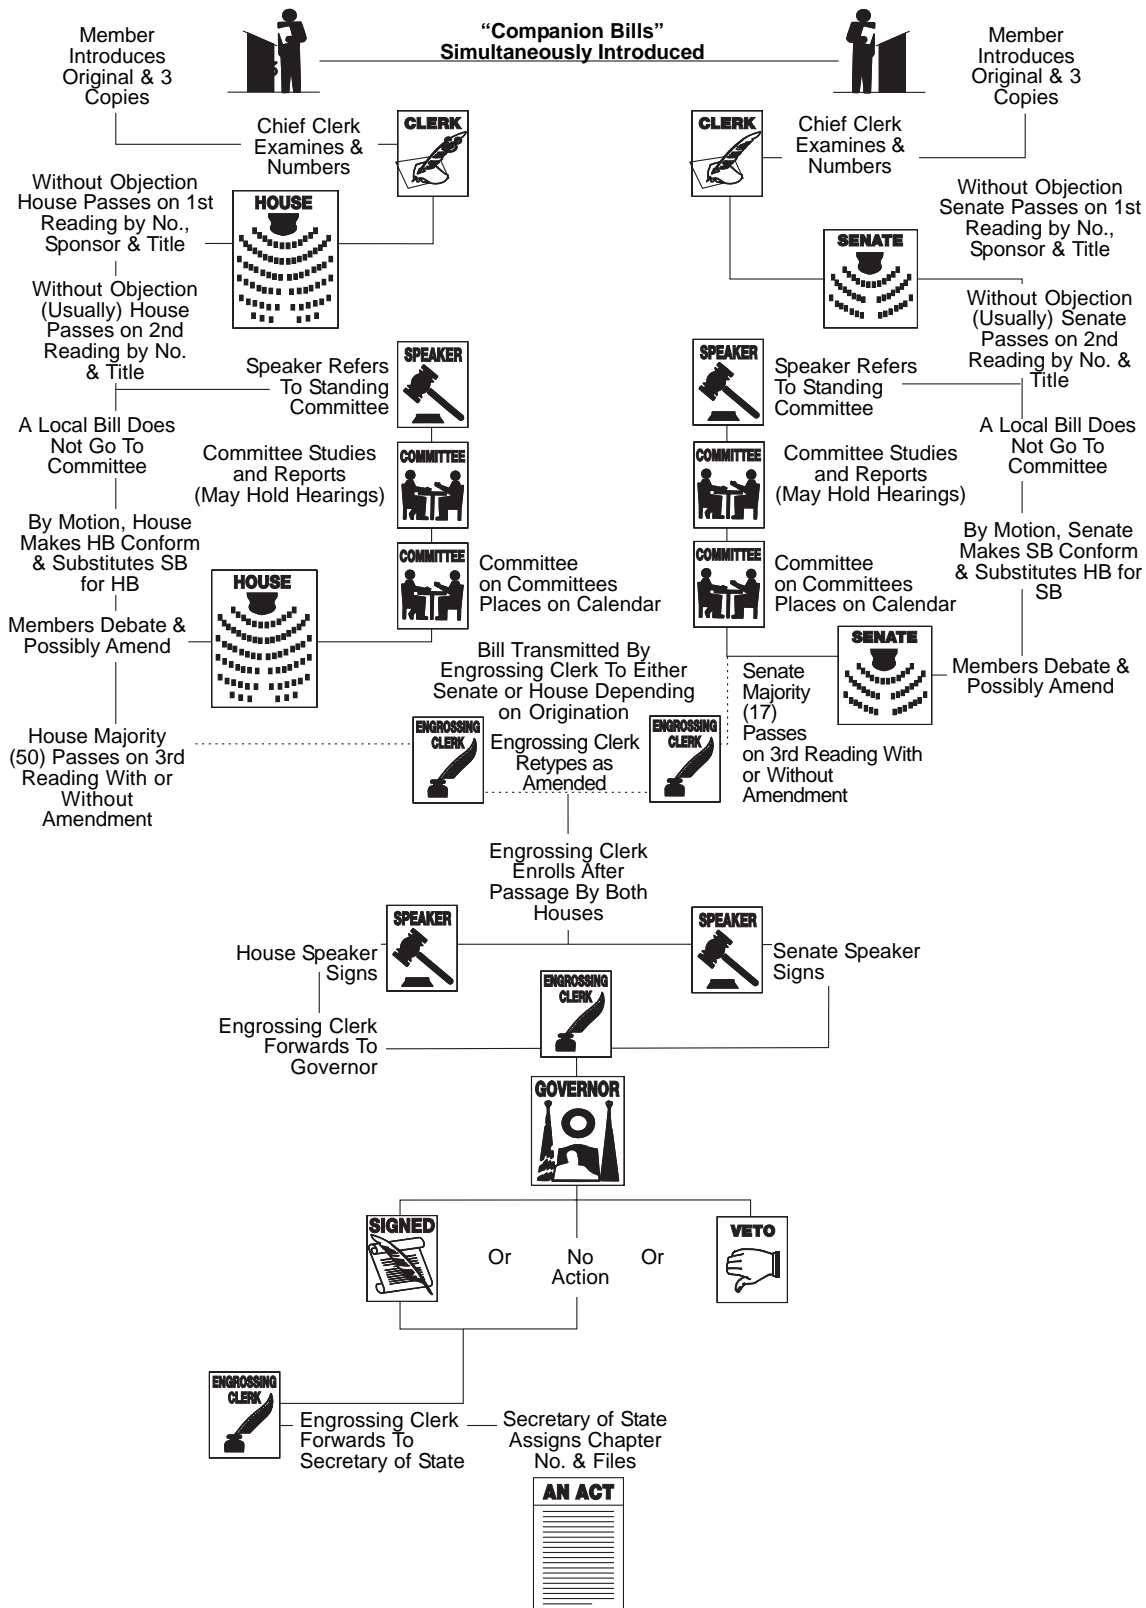 “Companion Bills”
Simultaneously Introduced
Member
Introduces
Original & 3
Copies
Member
Introduces
Original & 3
Copies
Chief Clerk
Examines &
Numbers
CLERK
CLERK
Chief Clerk
Examines &
Numbers
Without Objection
House Passes on 1st
Reading by No.,
Sponsor & Title
HOUSE
Without Objection
Senate Passes on 1st
Reading by No.,
Sponsor & Title
SENATE
Without Objection
(Usually) House
Passes on 2nd
Reading by No.
& Title
Without Objection
(Usually) Senate
Passes on 2nd
Reading by No. &
Title
Speaker Refers
To Standing
Committee
SPEAKER
SPEAKER
Speaker Refers
To Standing
Committee
A Local Bill Does
Not Go To
Committee
Committee Studies
and Reports
(May Hold Hearings)
COMMITTEE
COMMITTEE
Committee Studies
and Reports
(May Hold Hearings)
A Local Bill Does
Not Go To
Committee
By Motion, House
Makes HB Conform
& Substitutes SB
for HB
HOUSE
COMMITTEE
Committee
on Committees
Places on Calendar
COMMITTEE
Committee
on Committees
Places on Calendar
By Motion, Senate
Makes SB Conform
& Substitutes HB for
SB
Members Debate &
Possibly Amend
SENATE
Members Debate &
Possibly Amend
Bill Transmitted By
Engrossing Clerk To Either
Senate or House Depending
on Origination
House Majority
(50) Passes on 3rd
Reading With or
Without
Amendment
ENGROSSING
CLERK
Engrossing Clerk
Retypes as
Amended
ENGROSSING
CLERK
Senate
Majority
(17)
Passes
on 3rd Reading With
or Without
Amendment
Engrossing Clerk
Enrolls After
Passage By Both
Houses
House Speaker
Signs
SPEAKER
SPEAKER
Senate Speaker
Signs
Engrossing Clerk
Forwards To
Governor
ENGROSSING
CLERK
GOVERNOR
SIGNED
Or
No
Action
Or
VETO
ENGROSSING
CLERK
Engrossing Clerk
Forwards To
Secretary of State
Secretary of State
Assigns Chapter
No. & Files
AN ACT